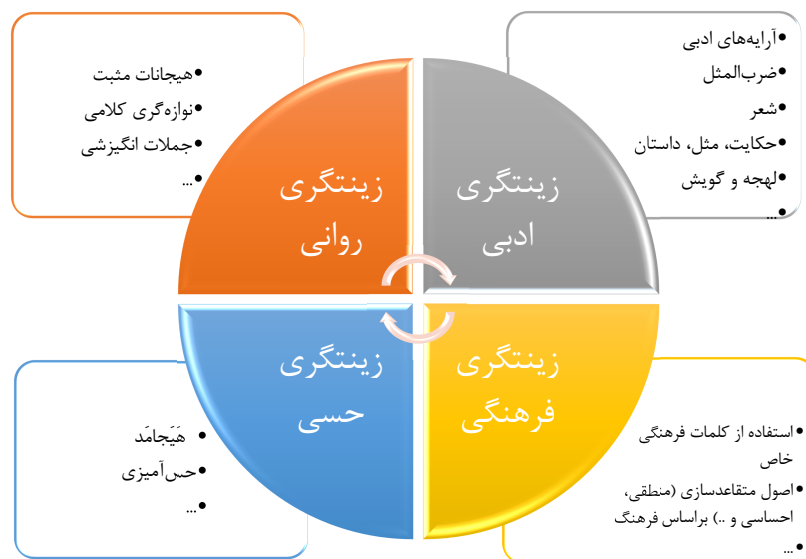 آرایه‌های ادبی•
ضرب‌المثل•
شعر•
حکایت، مثل، داستان•
لهجه و گویش•
...•
زینتگری
ادبی
هیجانات مثبت•
نوازه‌گری کلامی•
جملات انگیزشی•
...•
زینتگری
روانی
زینتگری
فرهنگی
استفاده از کلمات فرهنگی•
خاص
اصول متقاعدسازی (منطقی،•
احساسی و ..) براساس فرهنگ
...•
زینتگری
حسی
هَیَجامَد•
حس‌آمیزی•
...•